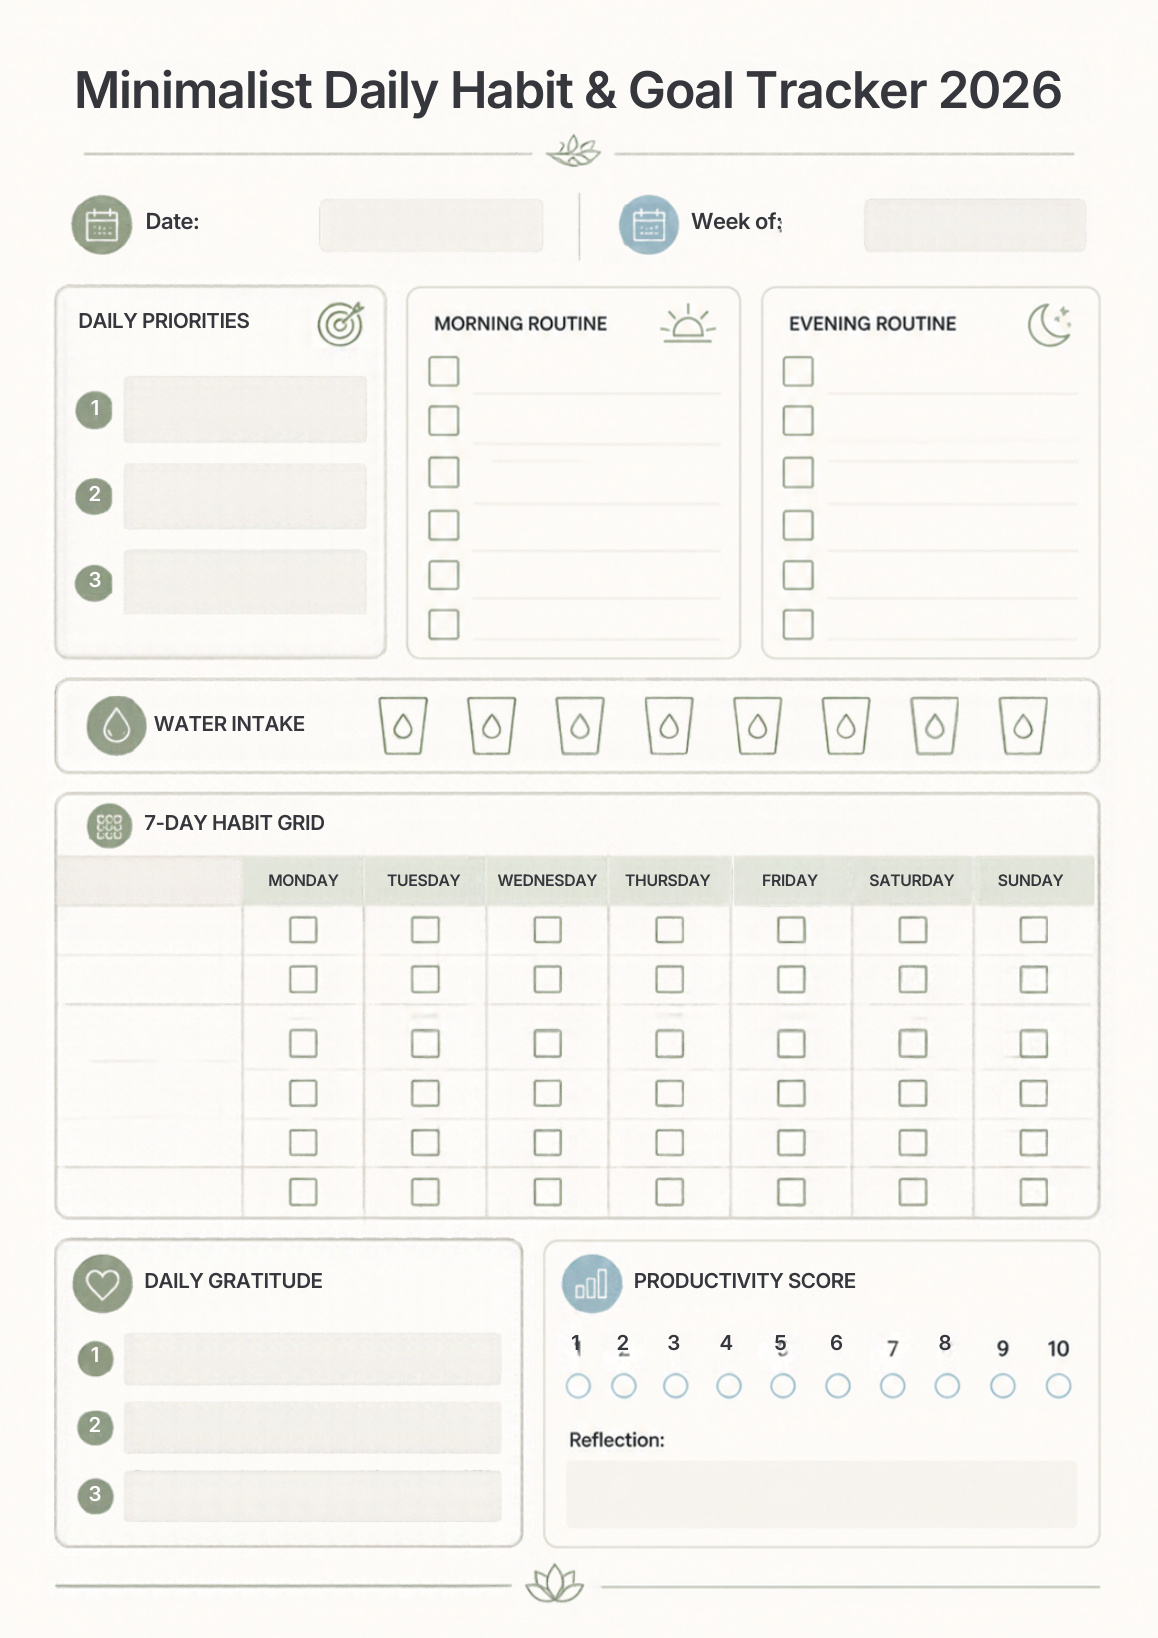 Minimalist Daily Habit & Goal Tracker 2026
Date:
Week of:
DAILY PRIORITIES
1
2
3
MORNING ROUTINE
EVENING ROUTINE
WATER INTAKE
7-DAY HABIT GRID
MONDAY TUESDAY WEDNESDAY THURSDAY FRIDAY SATURDAY SUNDAY
DAILY GRATITUDE
1
2
3
PRODUCTIVITY SCORE
1 2 3 4 5 6 7 8 9 10
Reflection: